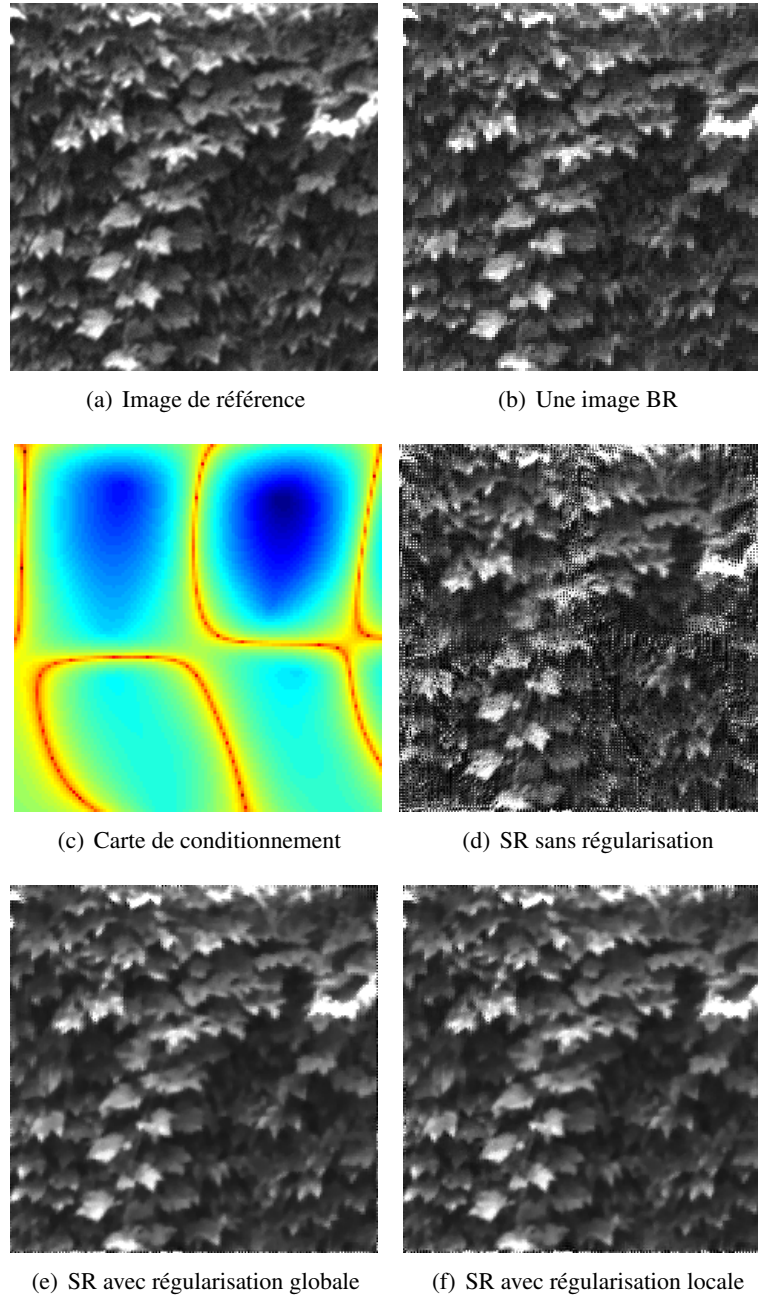 (a) Image de référence
(b) Une image BR
(c) Carte de conditionnement
(d) SR sans régularisation
(e) SR avec régularisation globale
(f) SR avec régularisation locale